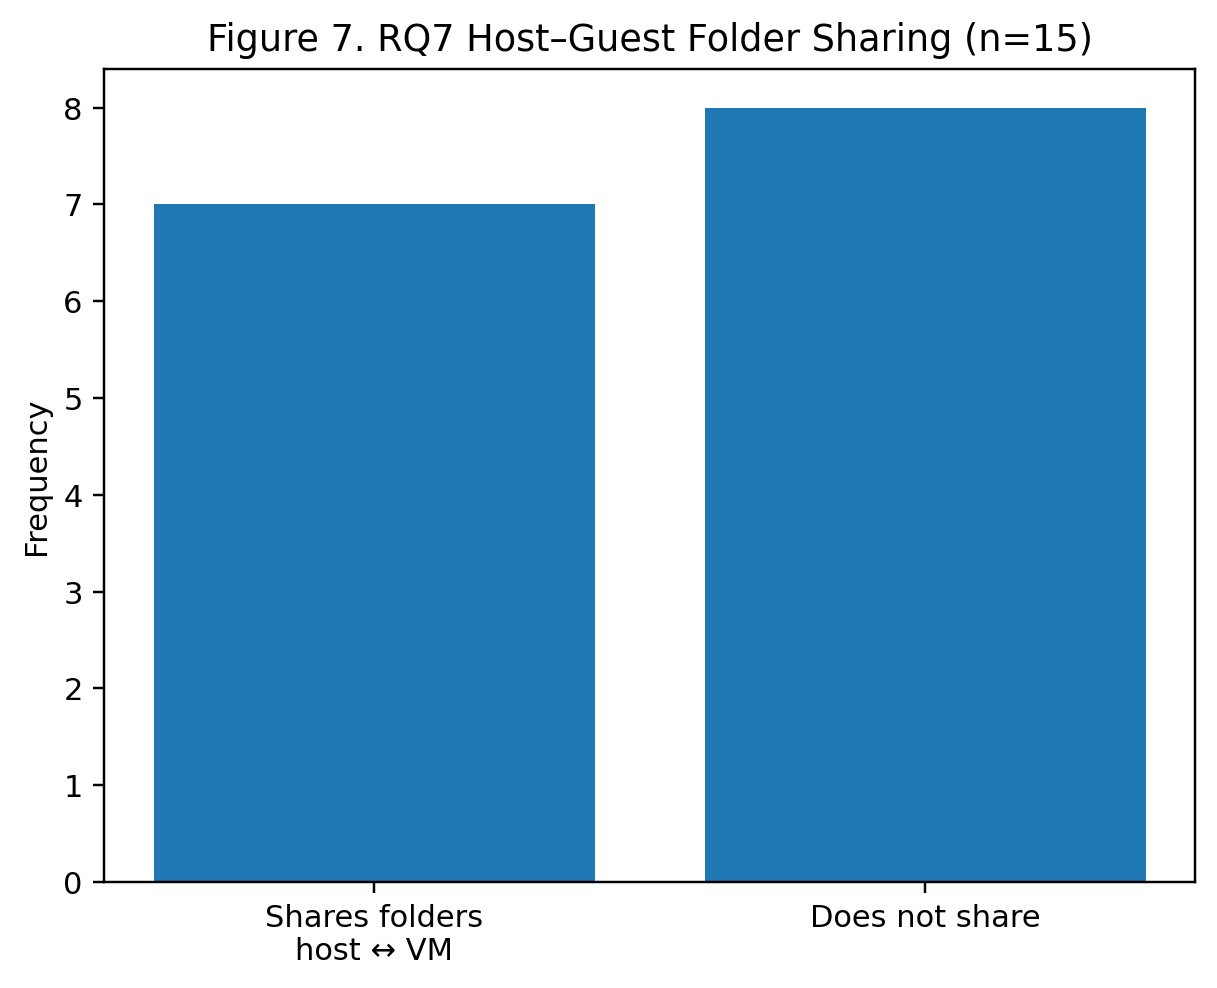 Figure 7. RQ7 Host–Guest Folder Sharing (n=15)
8
7
6
5
4
3
2
1
0
Frequency
Shares folders
host ↔ VM
Does not share